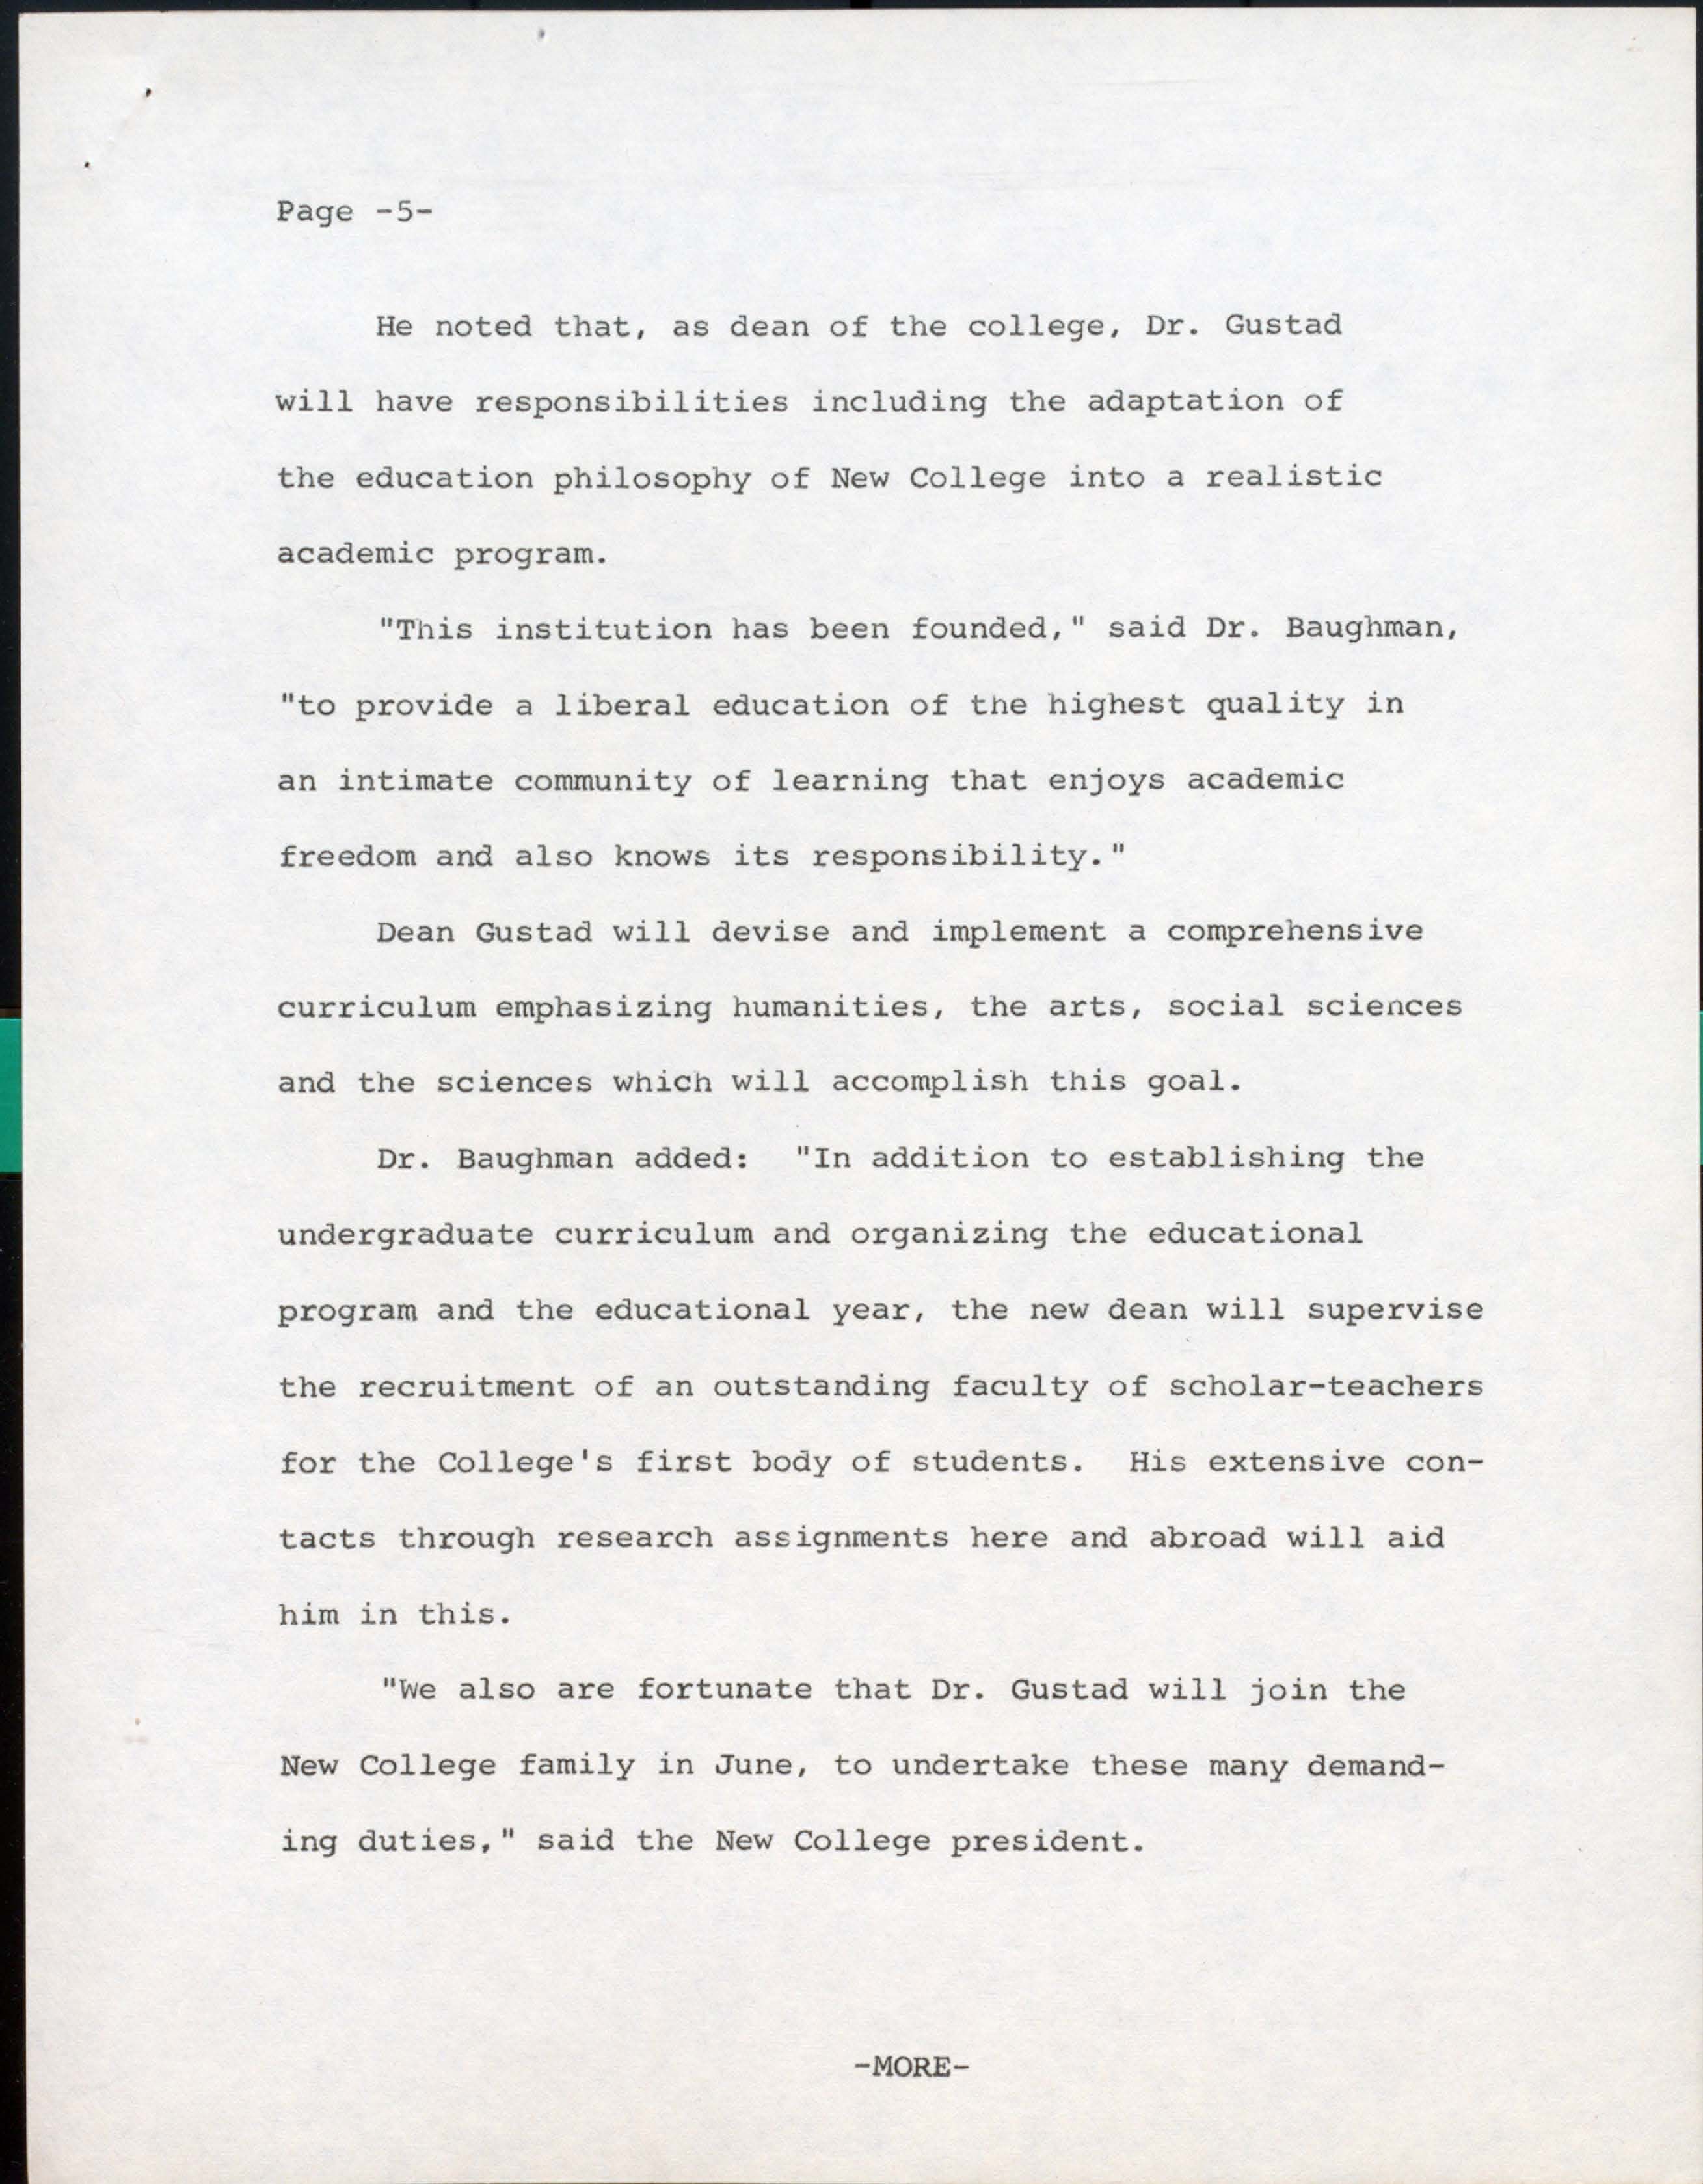 Page -5-
He noted that, as dean of the college, Dr. Gustad
will have responsibilities including the adaptation of
the education philosophy of New College into a realistic
academic program.
"This institution has been founded," said Dr. Baughman,
"to provide a liberal education of the highest quality in
an intimate community of learning that enjoys academic
freedom and also knows its responsibility."
Dean Gustad will devise and implement a comprehensive
curriculum emphasizing humanities, the arts, social sciences
and the sciences which will accomplish this goal.
Dr. Baughman added:  "In addition to establishing the
undergraduate curriculum and organizing the educational
program and the educational year, the new dean will supervise
the recruitment of an outstanding faculty of scholar-teachers
for the College's first body of students.  His extensive con-
tacts through research assignments here and abroad will aid
him in this.
"We also are fortunate that Dr. Gustad will join the
New College family in June, to undertake these many demand-
ing duties," said the New College president.
-MORE-